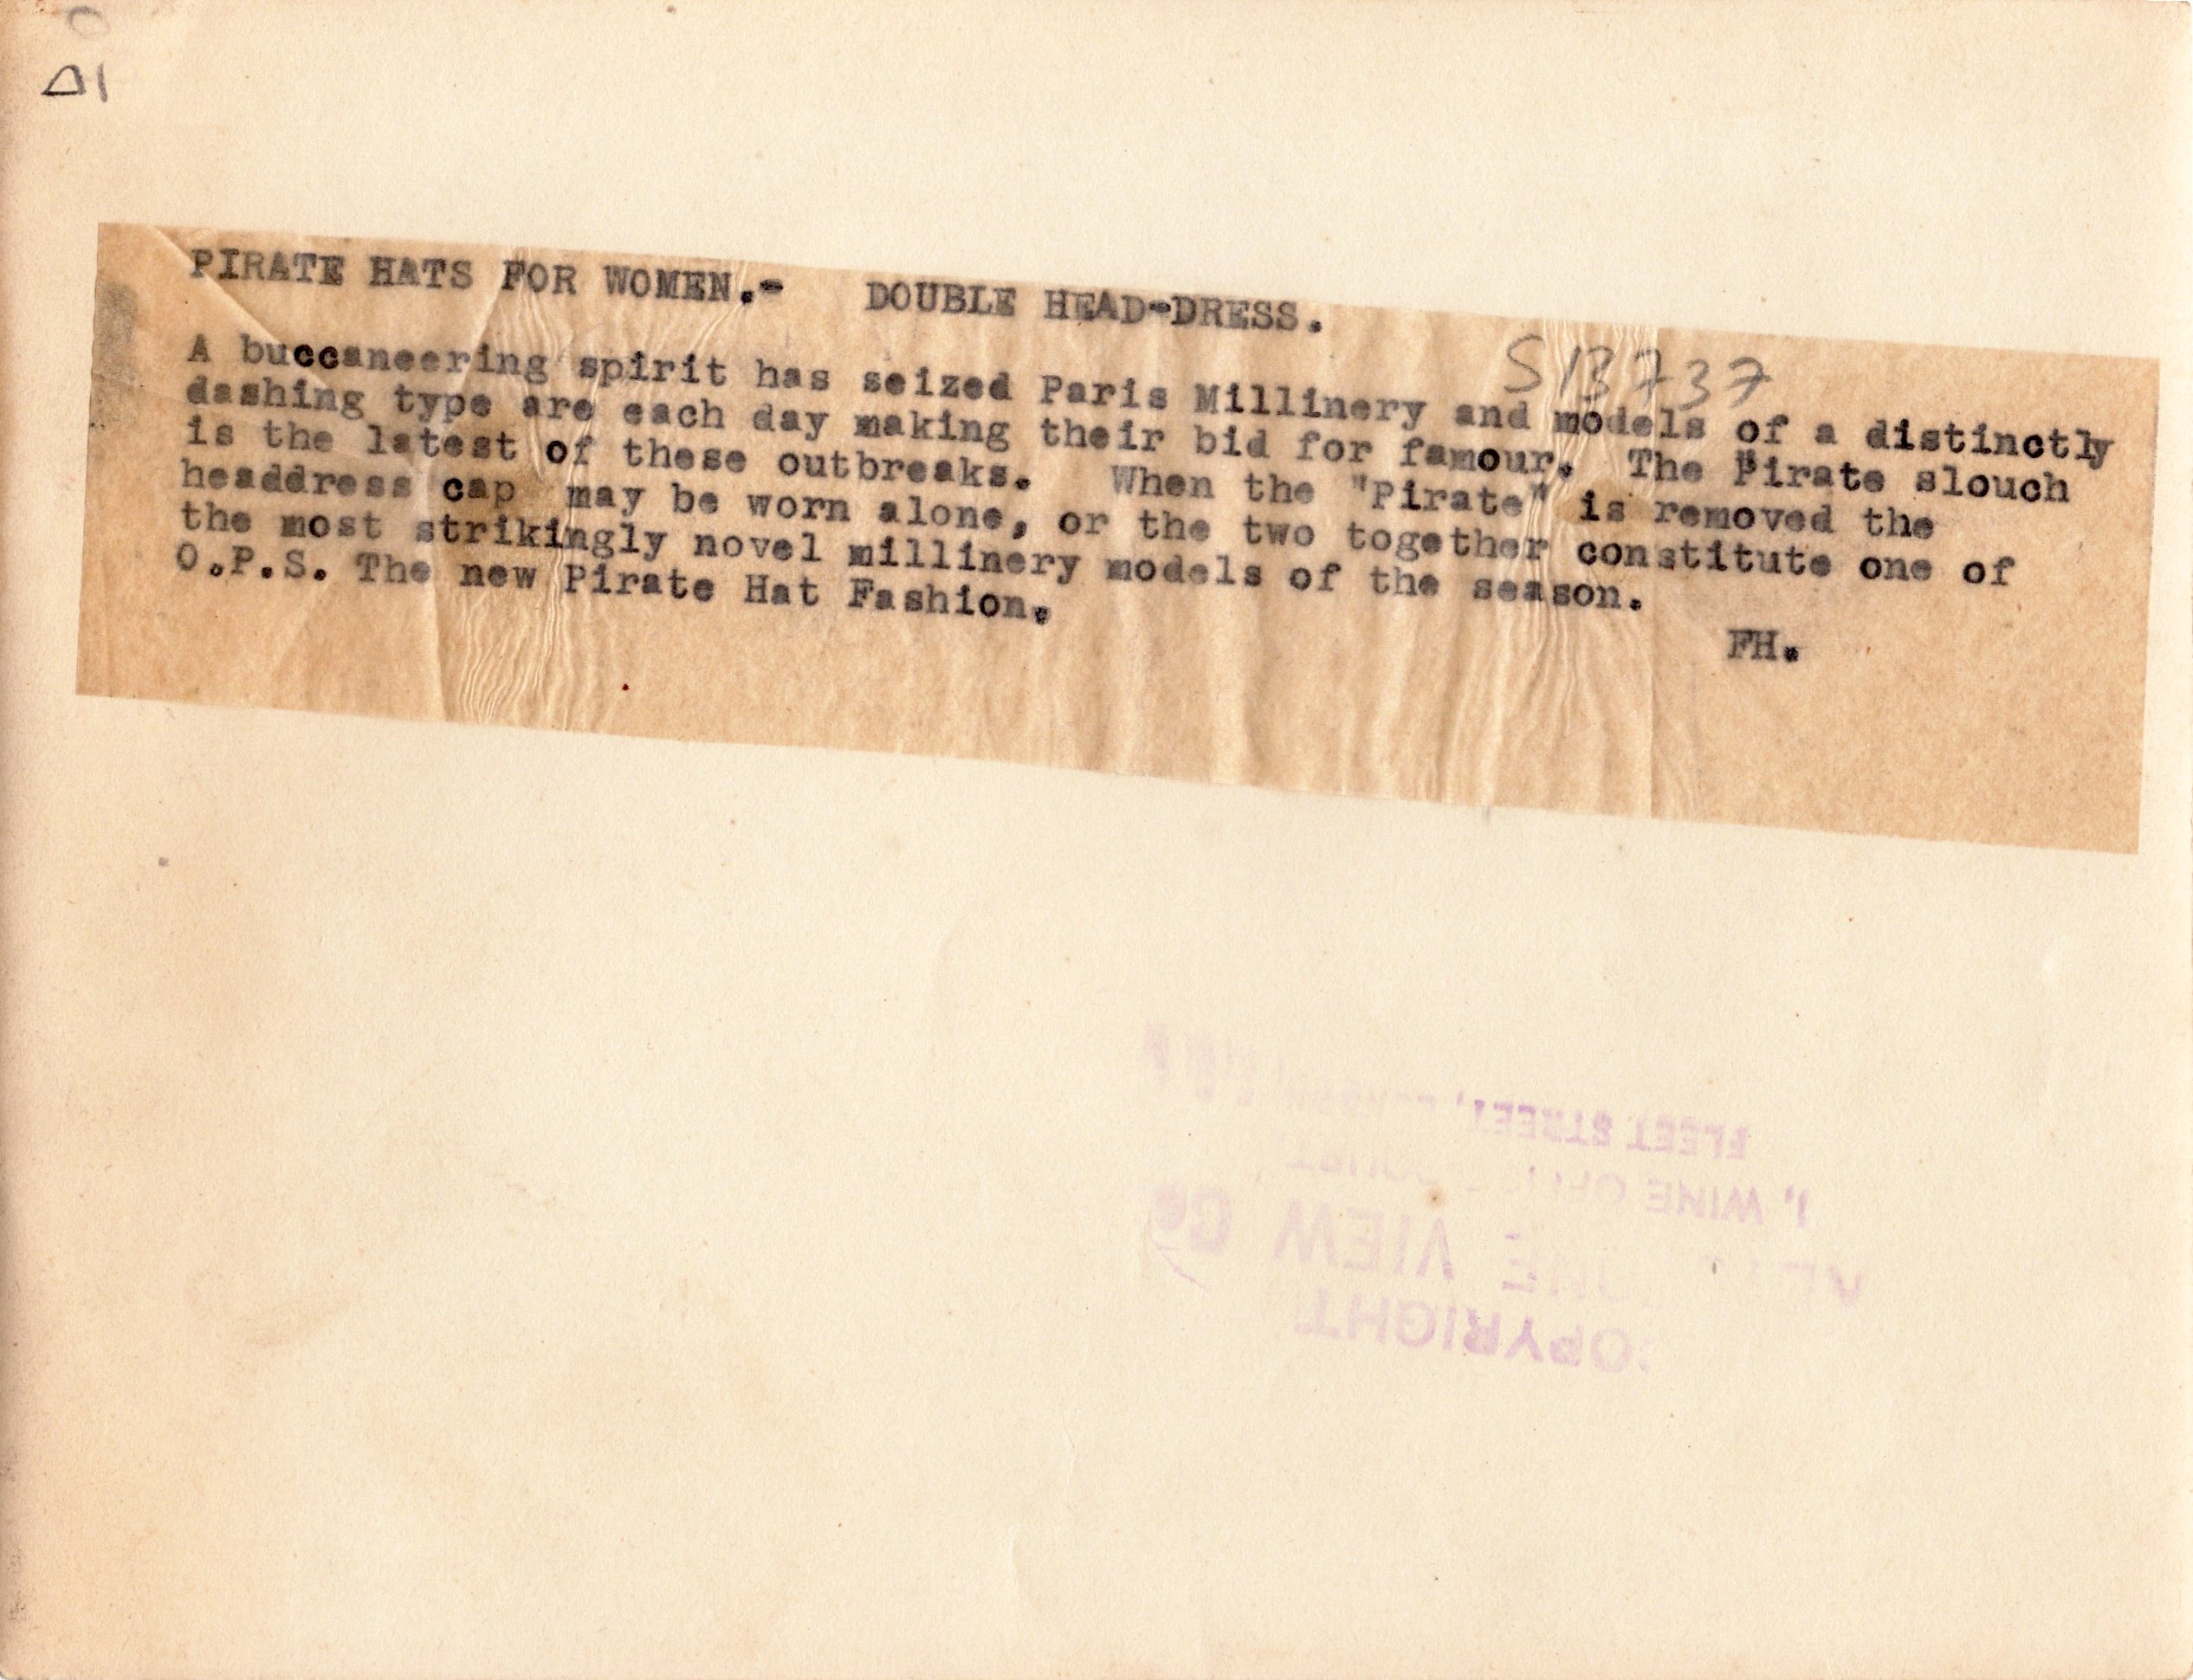 PIRATE HATS FOR WOMEN.- DOUBLE HEAD-DRESS.
S13737
A buccaneering spirit has seized Paris Millinery and models of a distinctly
dashing type are each day making their bid for famour. The Pirate slouch
is the latest of these outbreaks. When the "Pirate" is removed the
headdress cap may be worn alone, or the two together constitute one of
the most strikingly novel millinery models of the season.
O.P.S. The new Pirate Hat Fashion.
FH.
OPYRIGHT
VIEW Co
WINE
FLEET STREET,